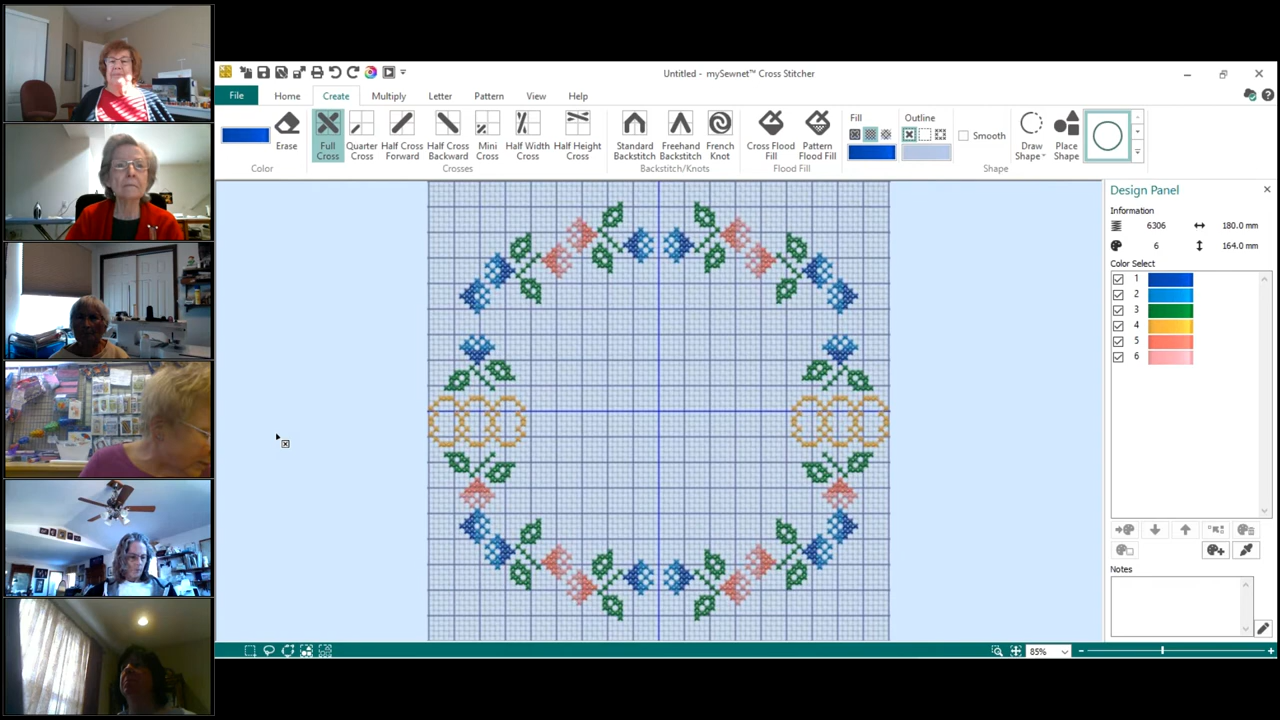 Untitled - mySewnet™ Cross Stitcher
File Home Create Multiply Letter Pattern View Help
Erase
Full Cross
Quarter Cross
Half Cross Forward
Half Cross Backward
Mini Cross
Half Width Cross
Half Height Cross
Standard Backstitch
Freehand Backstitch
French Knot
Cross Flood Fill
Pattern Flood Fill
Fill
Outline
Smooth
Draw Shape
Place Shape
Color
Crosses
Backstitch/Knots
Flood Fill
Shape
Design Panel
Information
6306 180.0 mm
6 164.0 mm
Color Select
1
2
3
4
5
6
Notes
85%